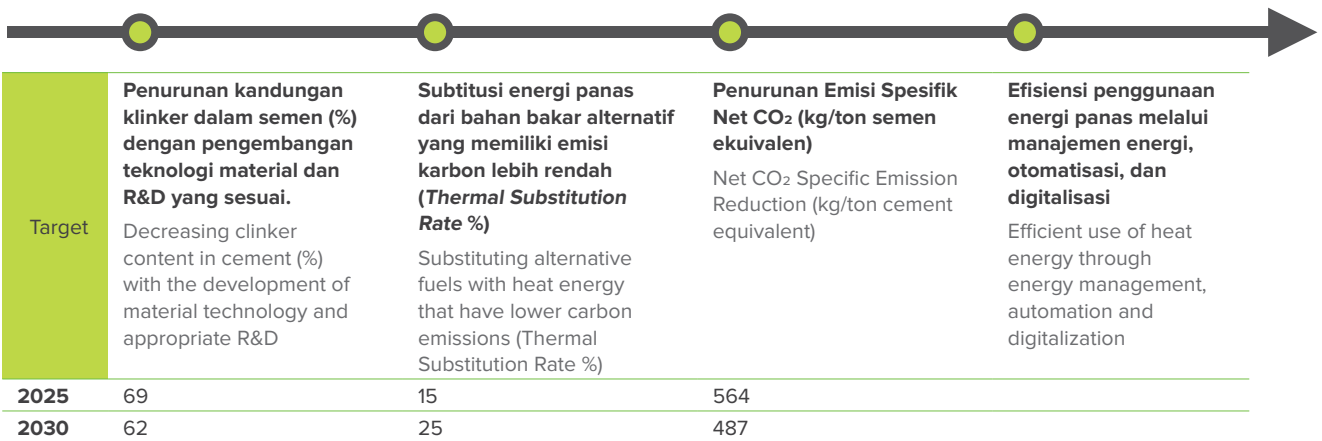 Target
Penurunan kandungan
klinker dalam semen (%)
dengan pengembangan
teknologi material dan
R&D yang sesuai.
Decreasing clinker
content in cement (%)
with the development of
material technology and
appropriate R&D
Subtitusi energi panas
dari bahan bakar alternatif
yang memiliki emisi
karbon lebih rendah
(Thermal Substitution
Rate %)
Substituting alternative
fuels with heat energy
that have lower carbon
emissions (Thermal
Substitution Rate %)
Penurunan Emisi Spesifik
Net CO₂ (kg/ton semen
ekuivalen)
Net CO₂ Specific Emission
Reduction (kg/ton cement
equivalent)
Efisiensi penggunaan
energi panas melalui
manajemen energi,
otomatisasi, dan
digitalisasi
Efficient use of heat
energy through
energy management,
automation and
digitalization
2025 69 15 564
2030 62 25 487